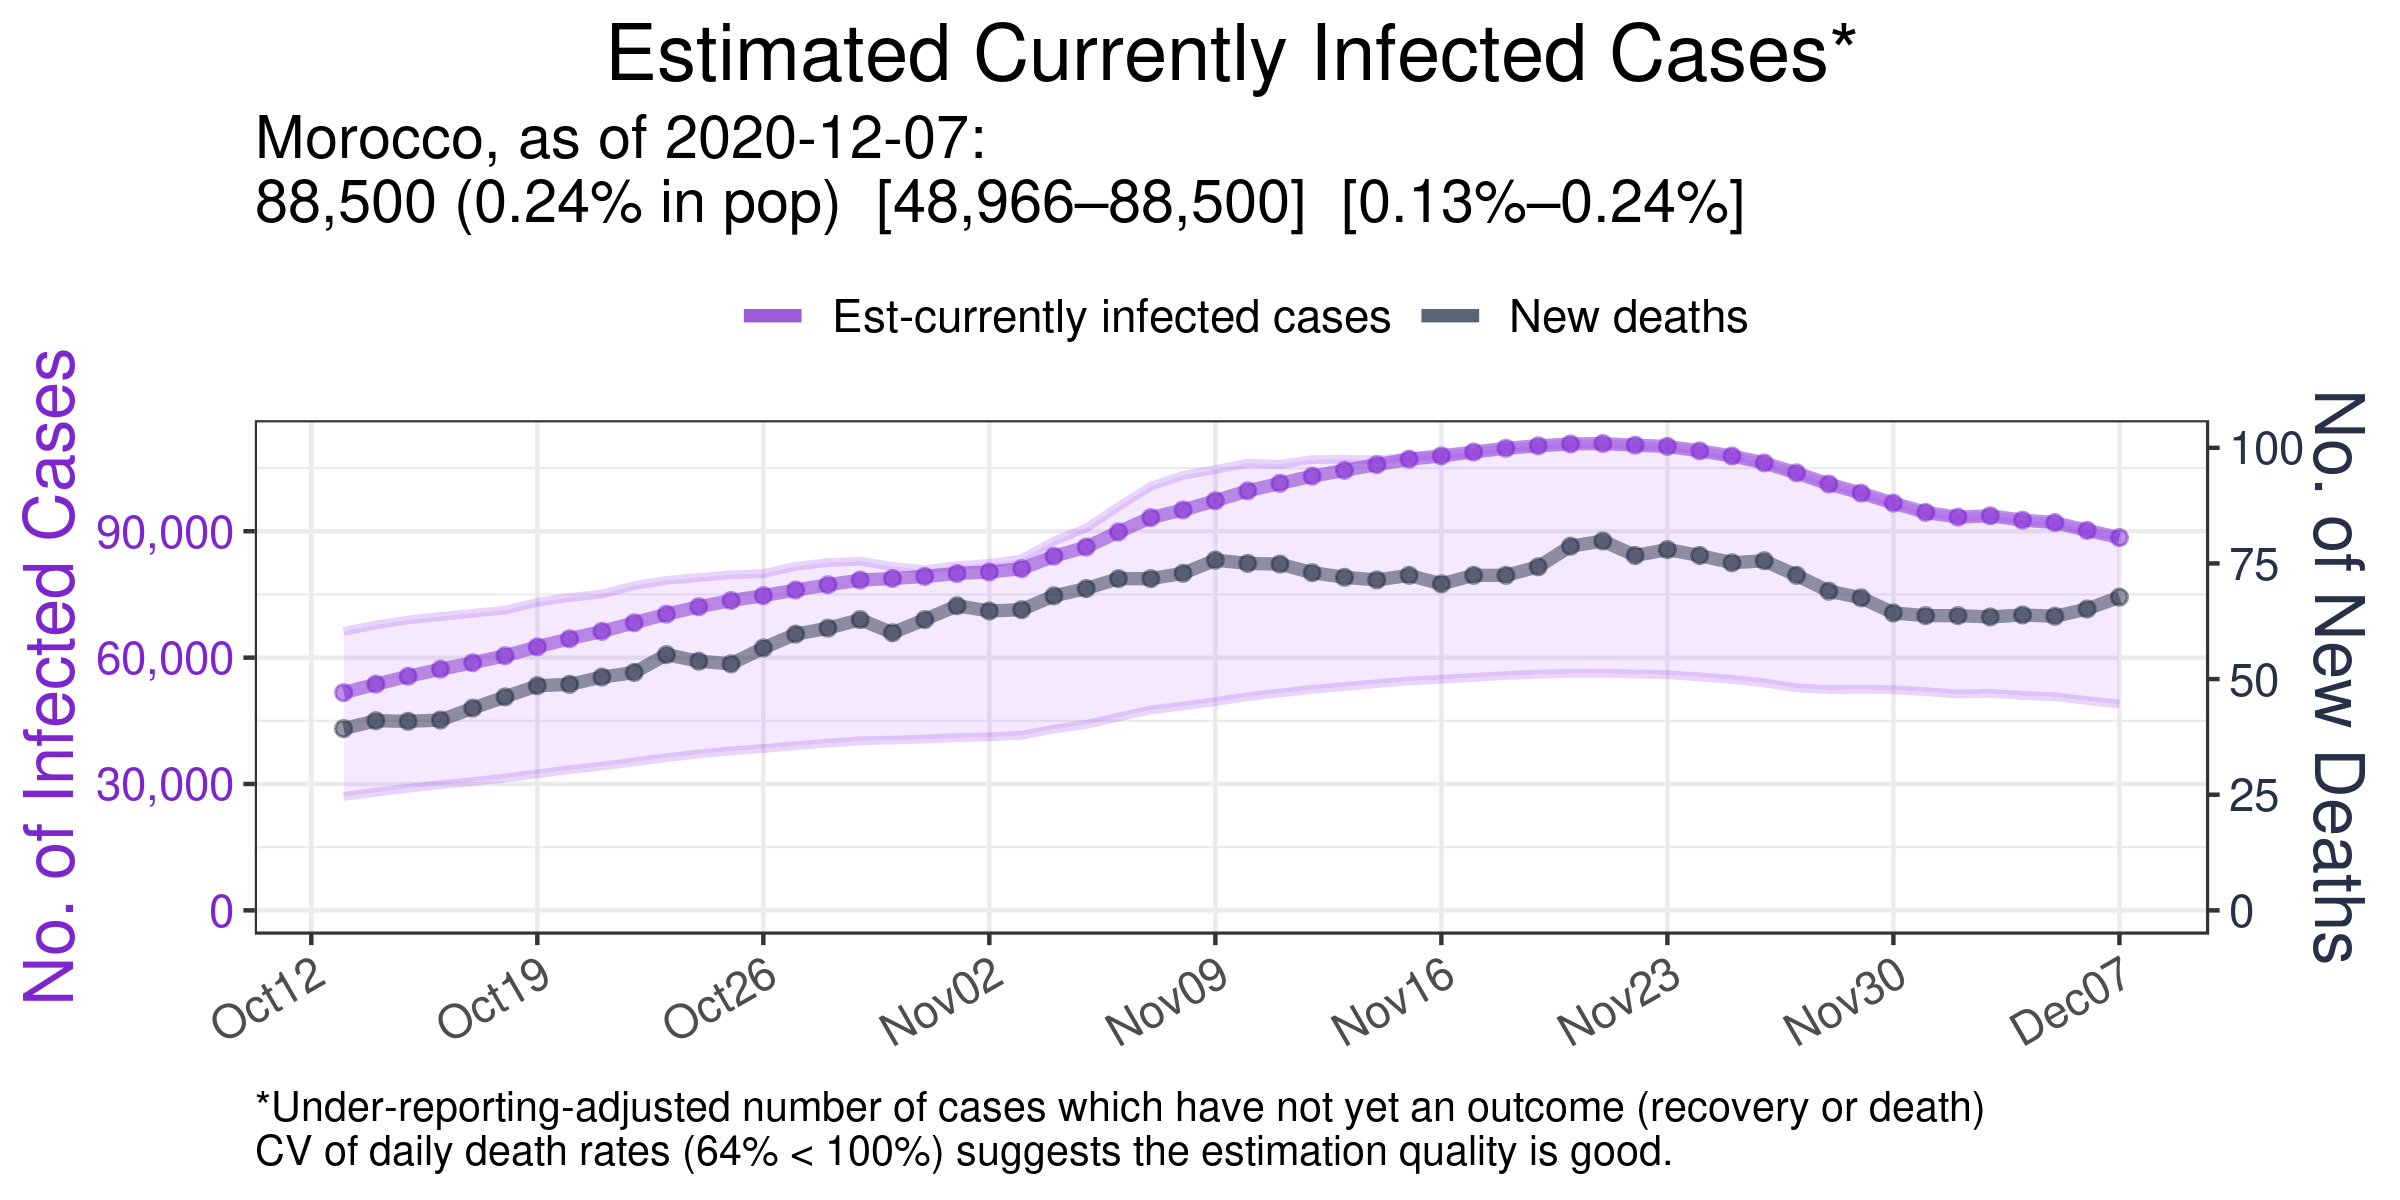 Estimated Currently Infected Cases*
Morocco, as of 2020-12-07:
88,500 (0.24% in pop)  [48,966–88,500]  [0.13%–0.24%]
Est-currently infected cases
New deaths
No. of Infected Cases
90,000
60,000
30,000
0
100
75
50
25
0
No. of New Deaths
Oct12
Oct19
Oct26
Nov02
Nov09
Nov16
Nov23
Nov30
Dec07
*Under-reporting-adjusted number of cases which have not yet an outcome (recovery or death)
CV of daily death rates (64% < 100%) suggests the estimation quality is good.